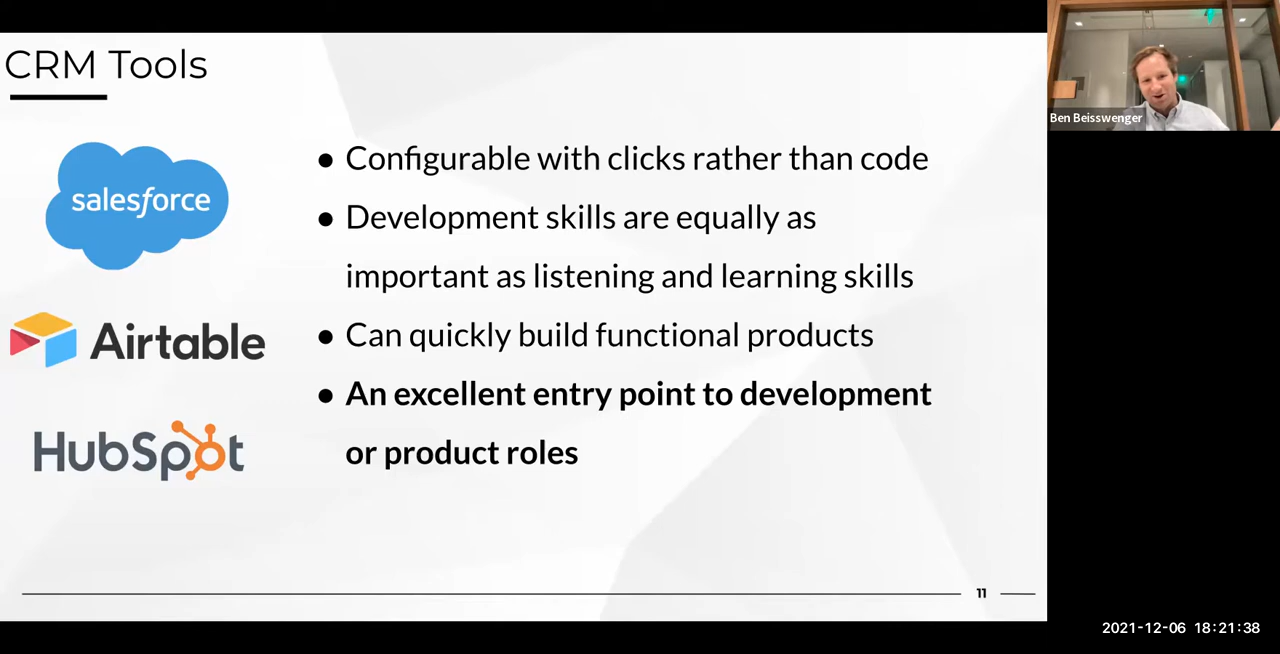 CRM Tools
Ben Beisswenger
salesforce
● Configurable with clicks rather than code
● Development skills are equally as
important as listening and learning skills
Airtable
● Can quickly build functional products
● An excellent entry point to development
or product roles
HubSpot
11
2021-12-06 18:21:38